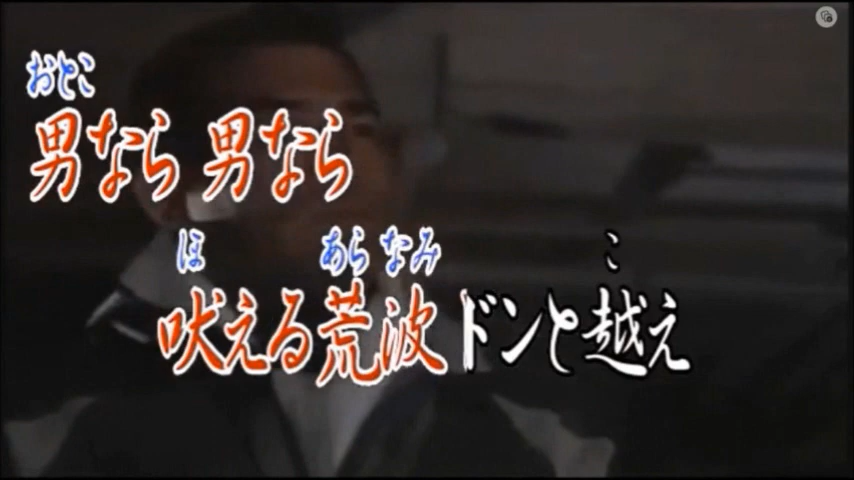 おとこ
男なら 男なら
ほ あらなみ こ
吠える荒波ドンと越え